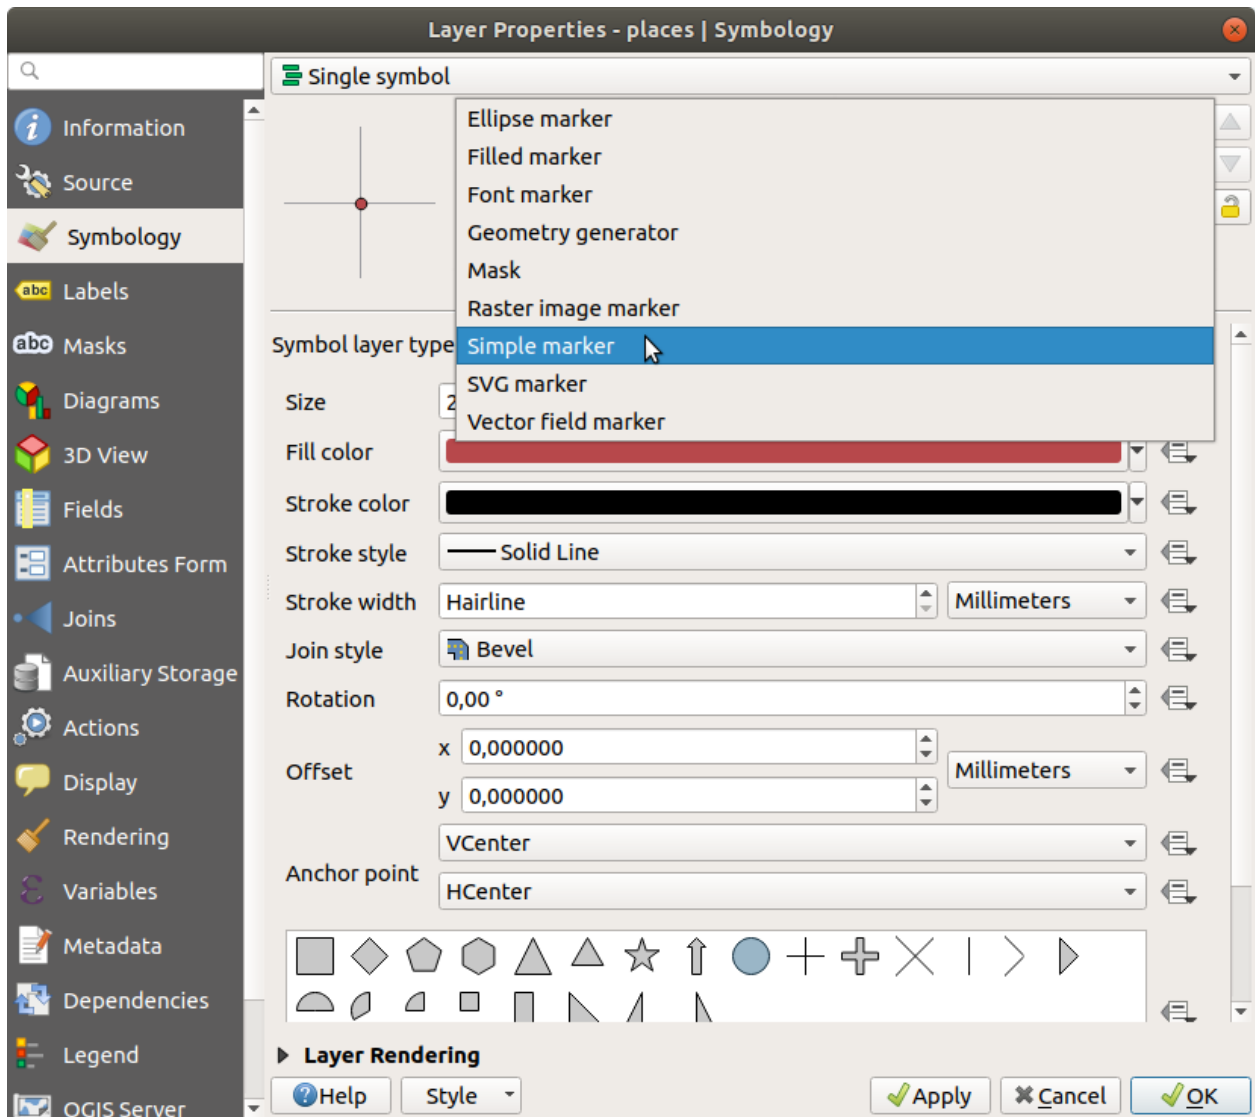 Layer Properties - places | Symbology
Single symbol
Information
Source
Symbology
Labels
Masks
Diagrams
3D View
Fields
Attributes Form
Joins
Auxiliary Storage
Actions
Display
Rendering
Variables
Metadata
Dependencies
Legend
QGIS Server
Ellipse marker
Filled marker
Font marker
Geometry generator
Mask
Raster image marker
Symbol layer type
Simple marker
SVG marker
Vector field marker
Size 2
Fill color
Stroke color
Stroke style Solid Line
Stroke width Hairline Millimeters
Join style Bevel
Rotation 0,00 °
Offset x 0,000000 Millimeters
y 0,000000
Anchor point VCenter
HCenter
Layer Rendering
Help Style Apply Cancel OK
abc
abc